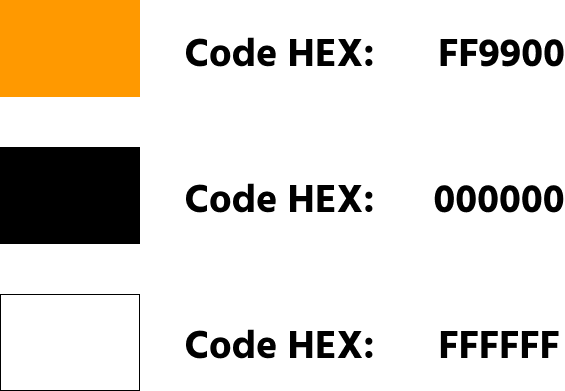 Code HEX: FF9900
Code HEX: 000000
Code HEX: FFFFFF